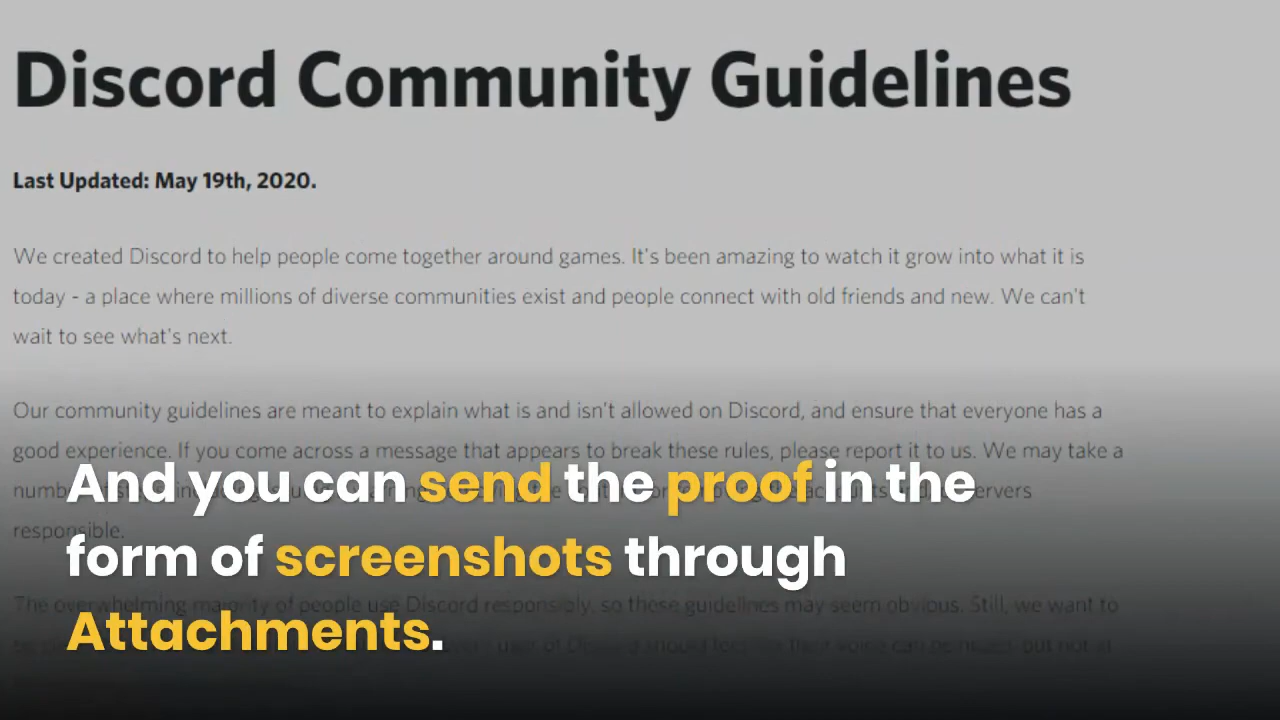 Discord Community Guidelines
Last Updated: May 19th, 2020.
We created Discord to help people come together around games. It's been amazing to watch it grow into what it is
today - a place where millions of diverse communities exist and people connect with old friends and new. We can't
wait to see what's next.
Our community guidelines are meant to explain what is and isn't allowed on Discord, and ensure that everyone has a
good experience. If you come across a message that appears to break these rules, please report it to us. We may take a
responsible.
And you can send the proof in the
form of screenshots through
Attachments.
The overwhelming majority of people use Discord responsibly, so these guidelines may seem obvious. Still, we want to